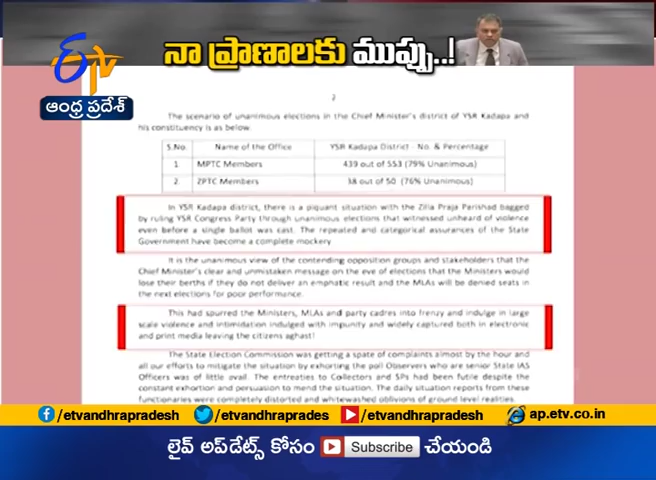 నా ప్రాణాలకు ముప్పు..!
ETV
ఆంధ్ర ప్రదేశ్
2
The scenario of unanimous elections in the Chief Minister's district of YSR Kadapa and
his constituency is as below.
S.No. Name of the Office YSR Kadapa District - No. & Percentage
1 MPTC Members 439 out of 553 (79% Unanimous)
2 ZPTC Members 38 out of 50 (76% Unanimous)
In YSR Kadapa district, there is a piquant situation with the Zilla Praja Parishad bagged
by ruling YSR Congress Party through unanimous elections that witnessed unheard of violence
even before a single ballot was cast. The repeated and categorical assurances of the State
Government have become a complete mockery
It is the unanimous view of the contending opposition groups and stakeholders that the
Chief Minister's clear and unmistaken message on the eve of elections that the Ministers would
lose their berths if they do not deliver an emphatic result and the MLAs will be denied seats in
the next elections for poor performance.
This had spurred the Ministers, MLAs and party cadres into frenzy and indulge in large
scale violence and intimidation indulged with impunity and widely captured both in electronic
and print media leaving the citizens aghast!
The State Election Commission was getting a spate of complaints almost by the hour and
all our efforts to mitigate the situation by exhorting the poll Observers who are senior State IAS
Officers was of little avail. The entreaties to Collectors and SPs had been futile despite the
constant exhortion and persuasion to mend the situation. The daily situation reports from these
functionaries were completely distorted and whitewashed oblivions of ground level realities.
/etvandhrapradesh /etvandhraprades /etvandhrapradesh ap.etv.co.in
లైవ్ అప్‌డేట్స్ కోసం Subscribe చేయండి